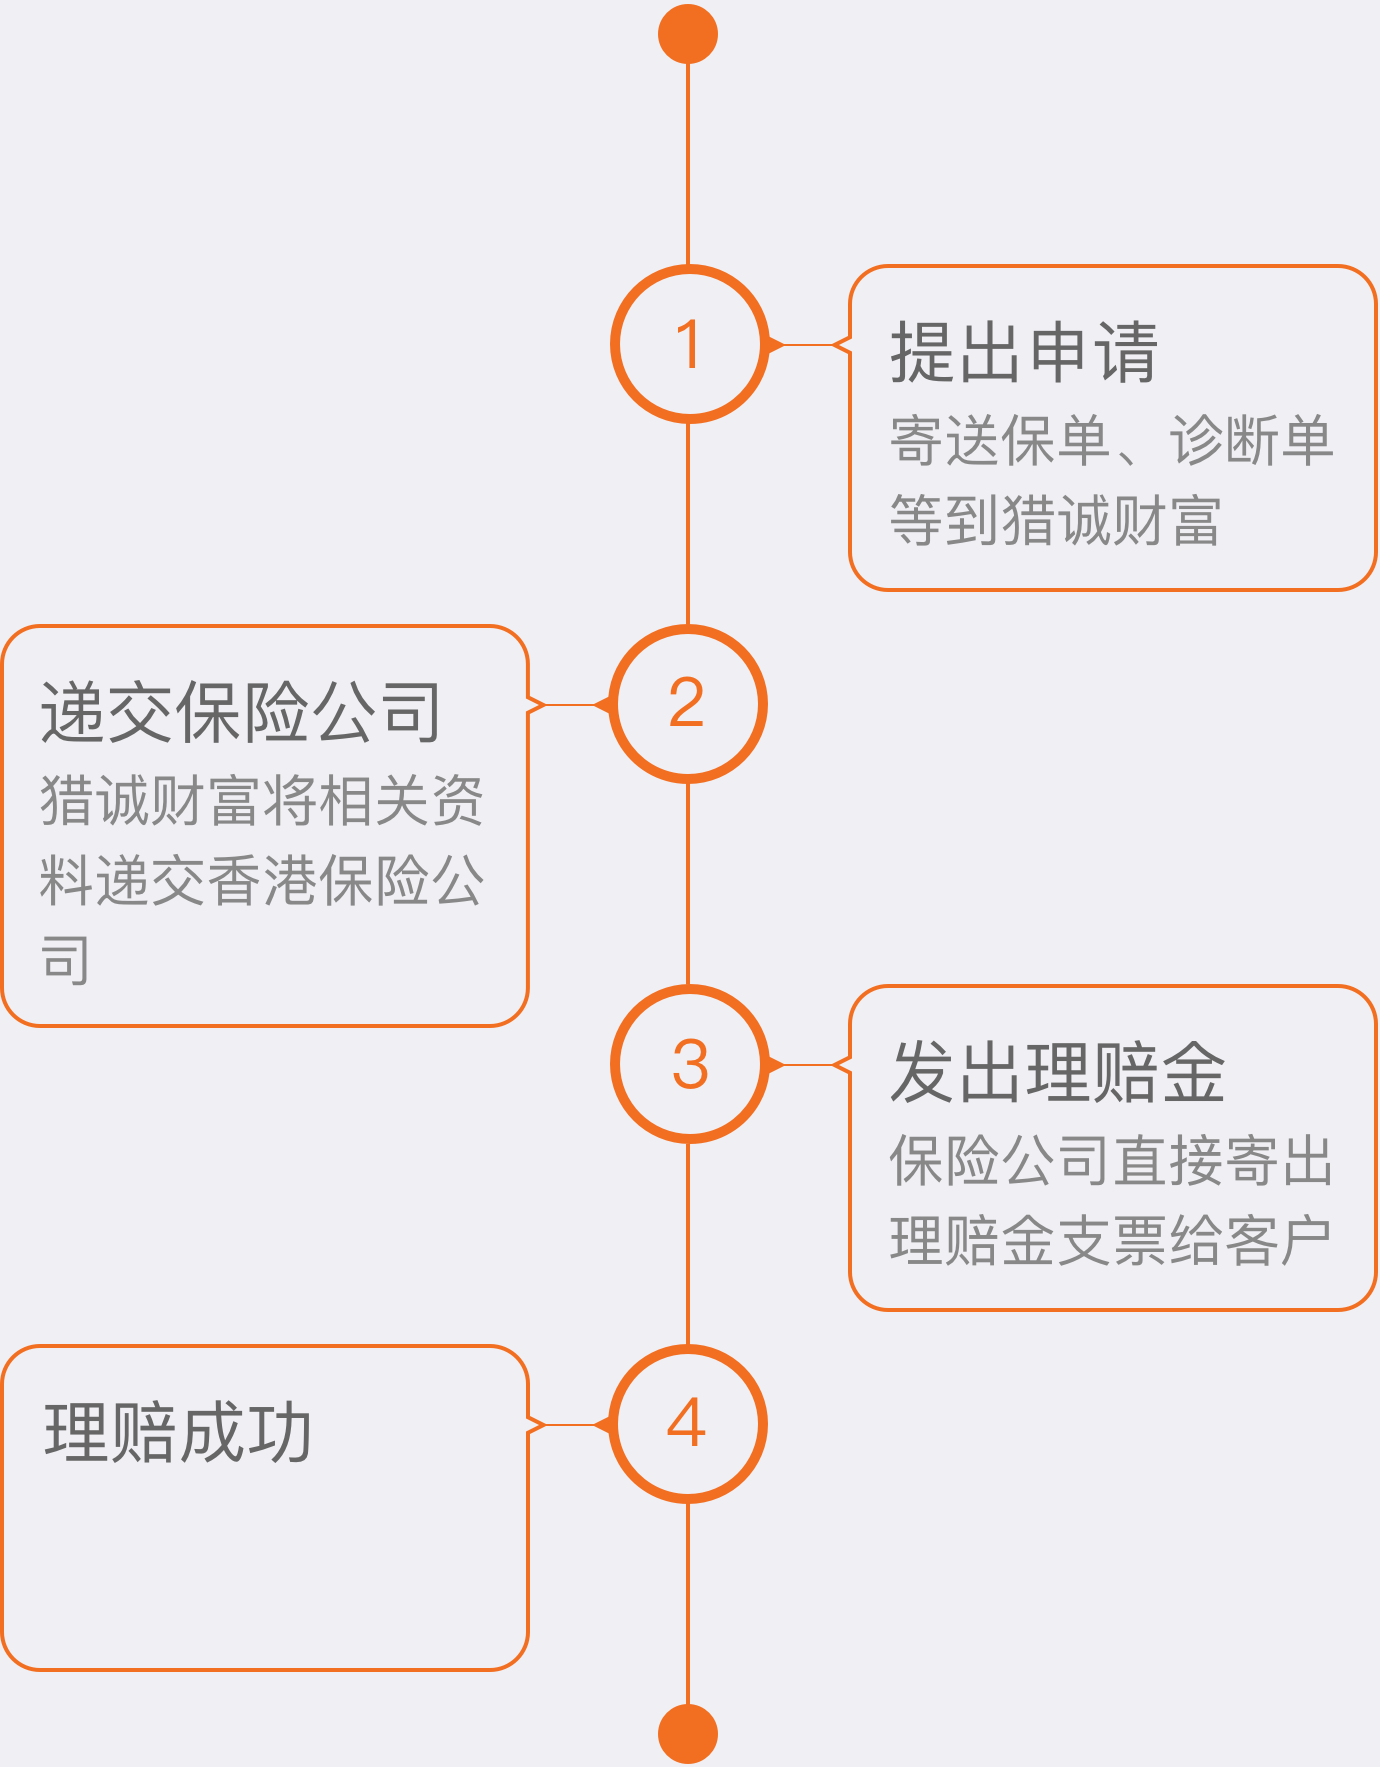 1
提出申请
寄送保单、诊断单
等到猎诚财富
2
递交保险公司
猎诚财富将相关资
料递交香港保险公
司
3
发出理赔金
保险公司直接寄出
理赔金支票给客户
4
理赔成功